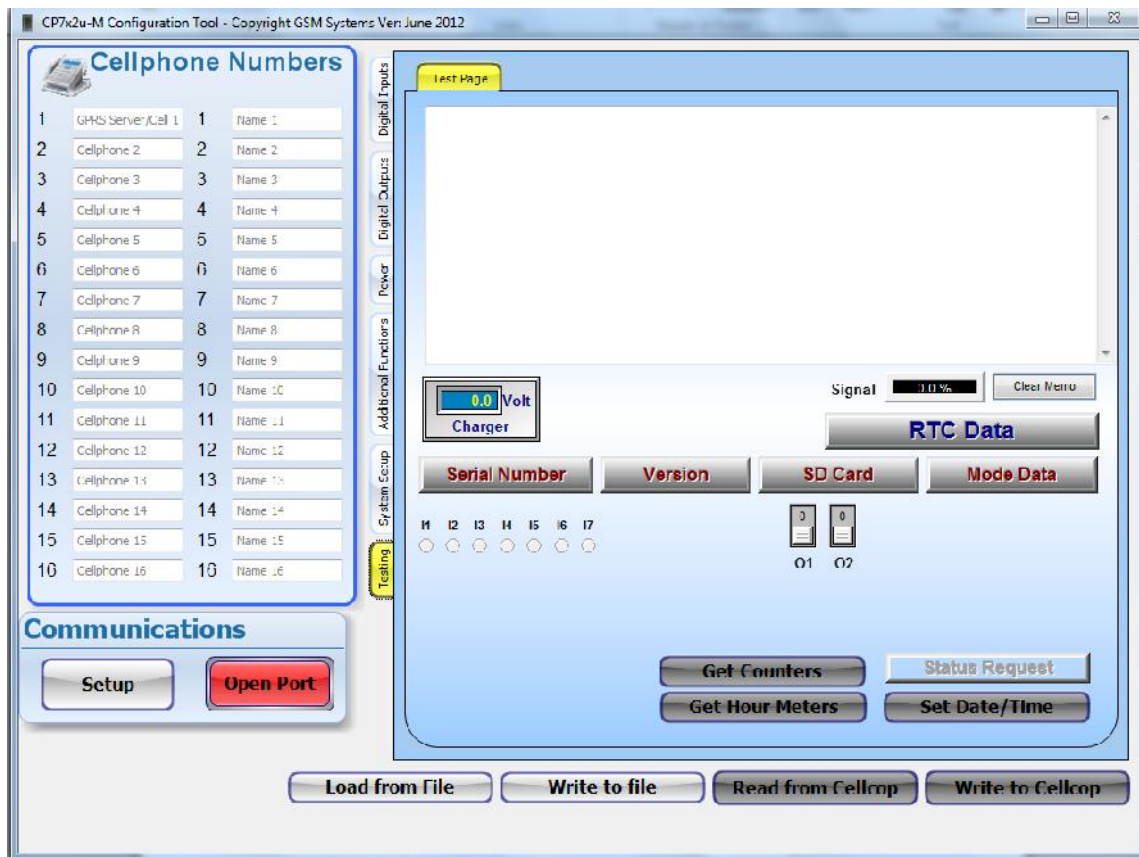 CP7x2u-M Configuration Tool - Copyright GSM Systems Ver: June 2012
Cellphone Numbers
1 GPRS Server/Cell 1 1 Name 1
2 Cellphone 2 2 Name 2
3 Cellphone 3 3 Name 3
4 Cellphone 4 4 Name 4
5 Cellphone 5 5 Name 5
6 Cellphone 6 6 Name 6
7 Cellphone 7 7 Name 7
8 Cellphone 8 8 Name 8
9 Cellphone 9 9 Name 9
10 Cellphone 10 10 Name 10
11 Cellphone 11 11 Name 11
12 Cellphone 12 12 Name 12
13 Cellphone 13 13 Name 13
14 Cellphone 14 14 Name 14
15 Cellphone 15 15 Name 15
16 Cellphone 16 16 Name 16
Communications
Setup
Open Port
Digital Inputs
Digital Outputs
Power
Additional Functions
System Setup
Testing
Test Page
0.0 Volt
Charger
Signal 0.0 % Clear Memo
RTC Data
Serial Number Version SD Card Mode Data
I1 I2 I3 I4 I5 I6 I7
0 0
O1 O2
Get Counters Status Request
Get Hour Meters Set Date/Time
Load from File Write to file Read from Cellcop Write to Cellcop